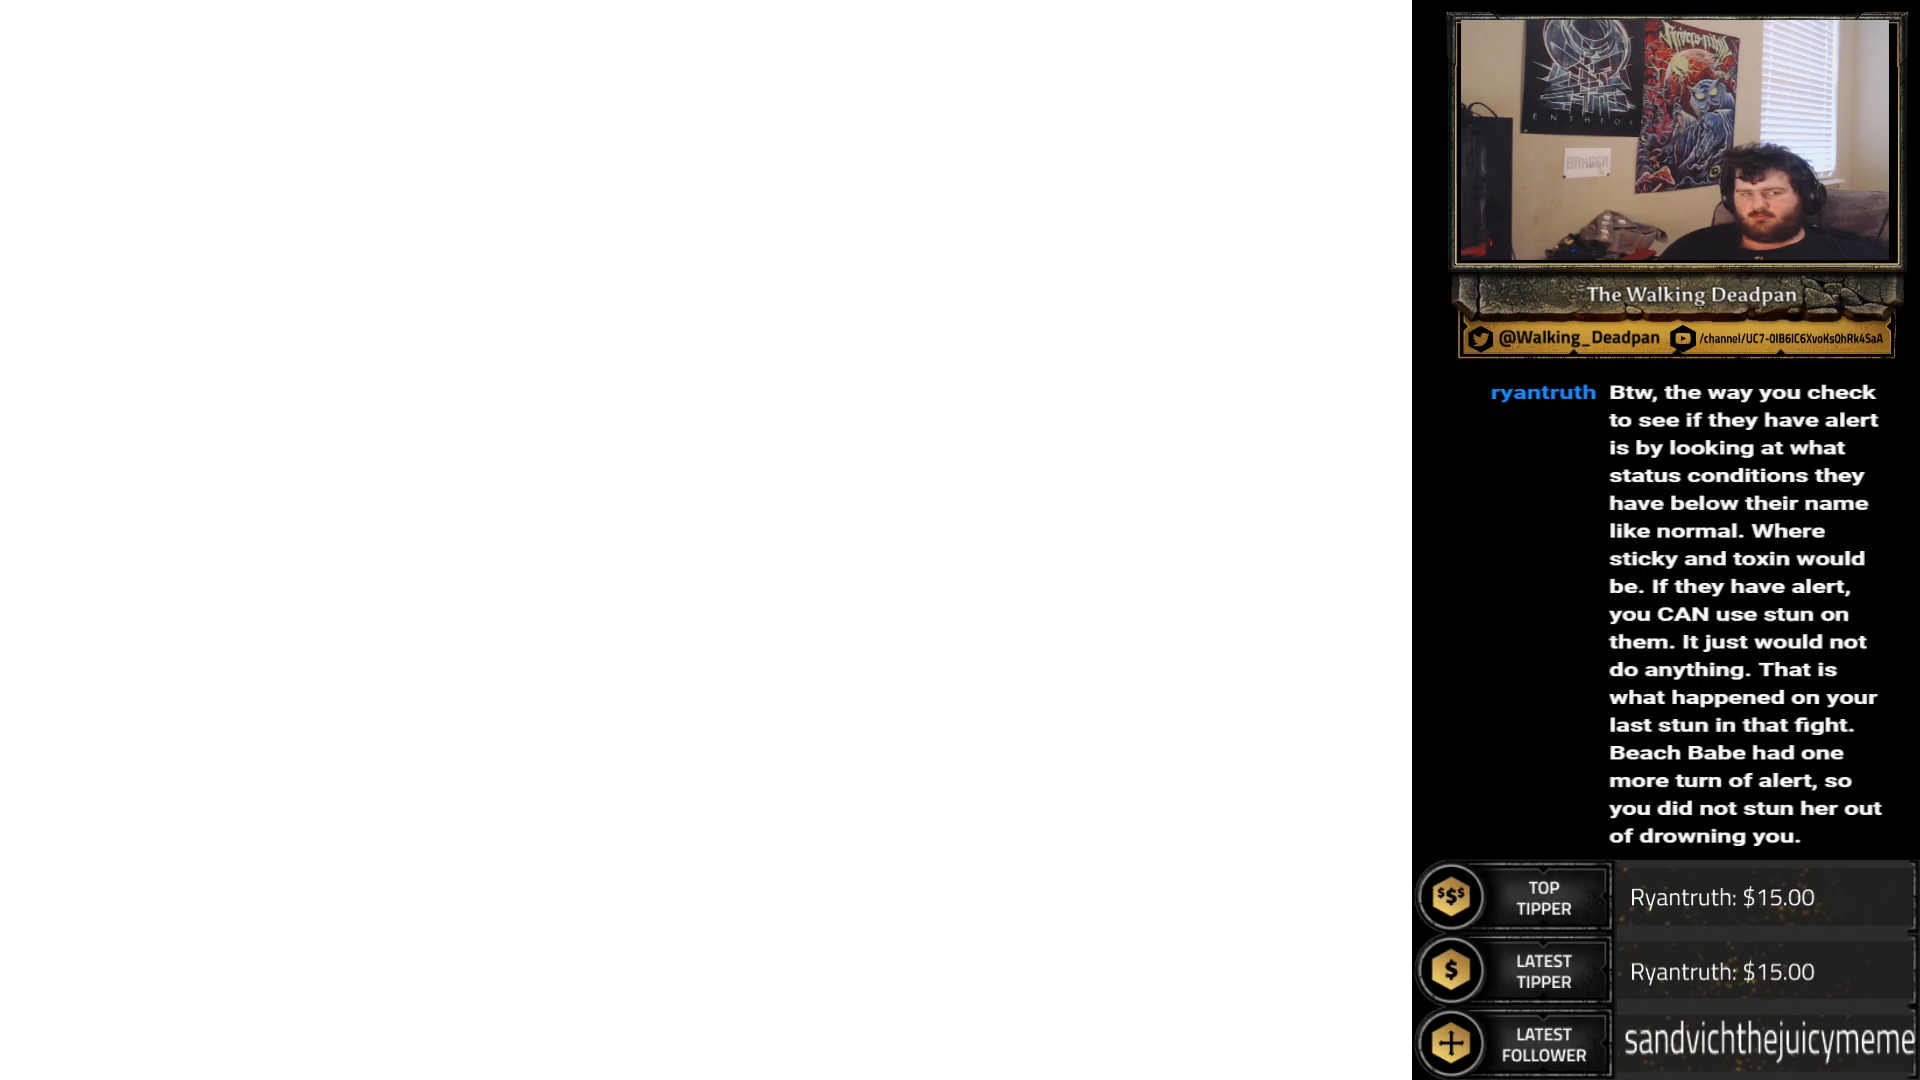 ENTHEOS
The Walking Deadpan
@Walking_Deadpan
ryantruth Btw, the way you check
to see if they have alert
is by looking at what
status conditions they
have below their name
like normal. Where
sticky and toxin would
be. If they have alert,
you CAN use stun on
them. It just would not
do anything. That is
what happened on your
last stun in that fight.
Beach Babe had one
more turn of alert, so
you did not stun her out
of drowning you.
$$$ TOP
TIPPER
Ryantruth: $15.00
$ LATEST
TIPPER
Ryantruth: $15.00
LATEST
FOLLOWER
sandvichthejuicymeme